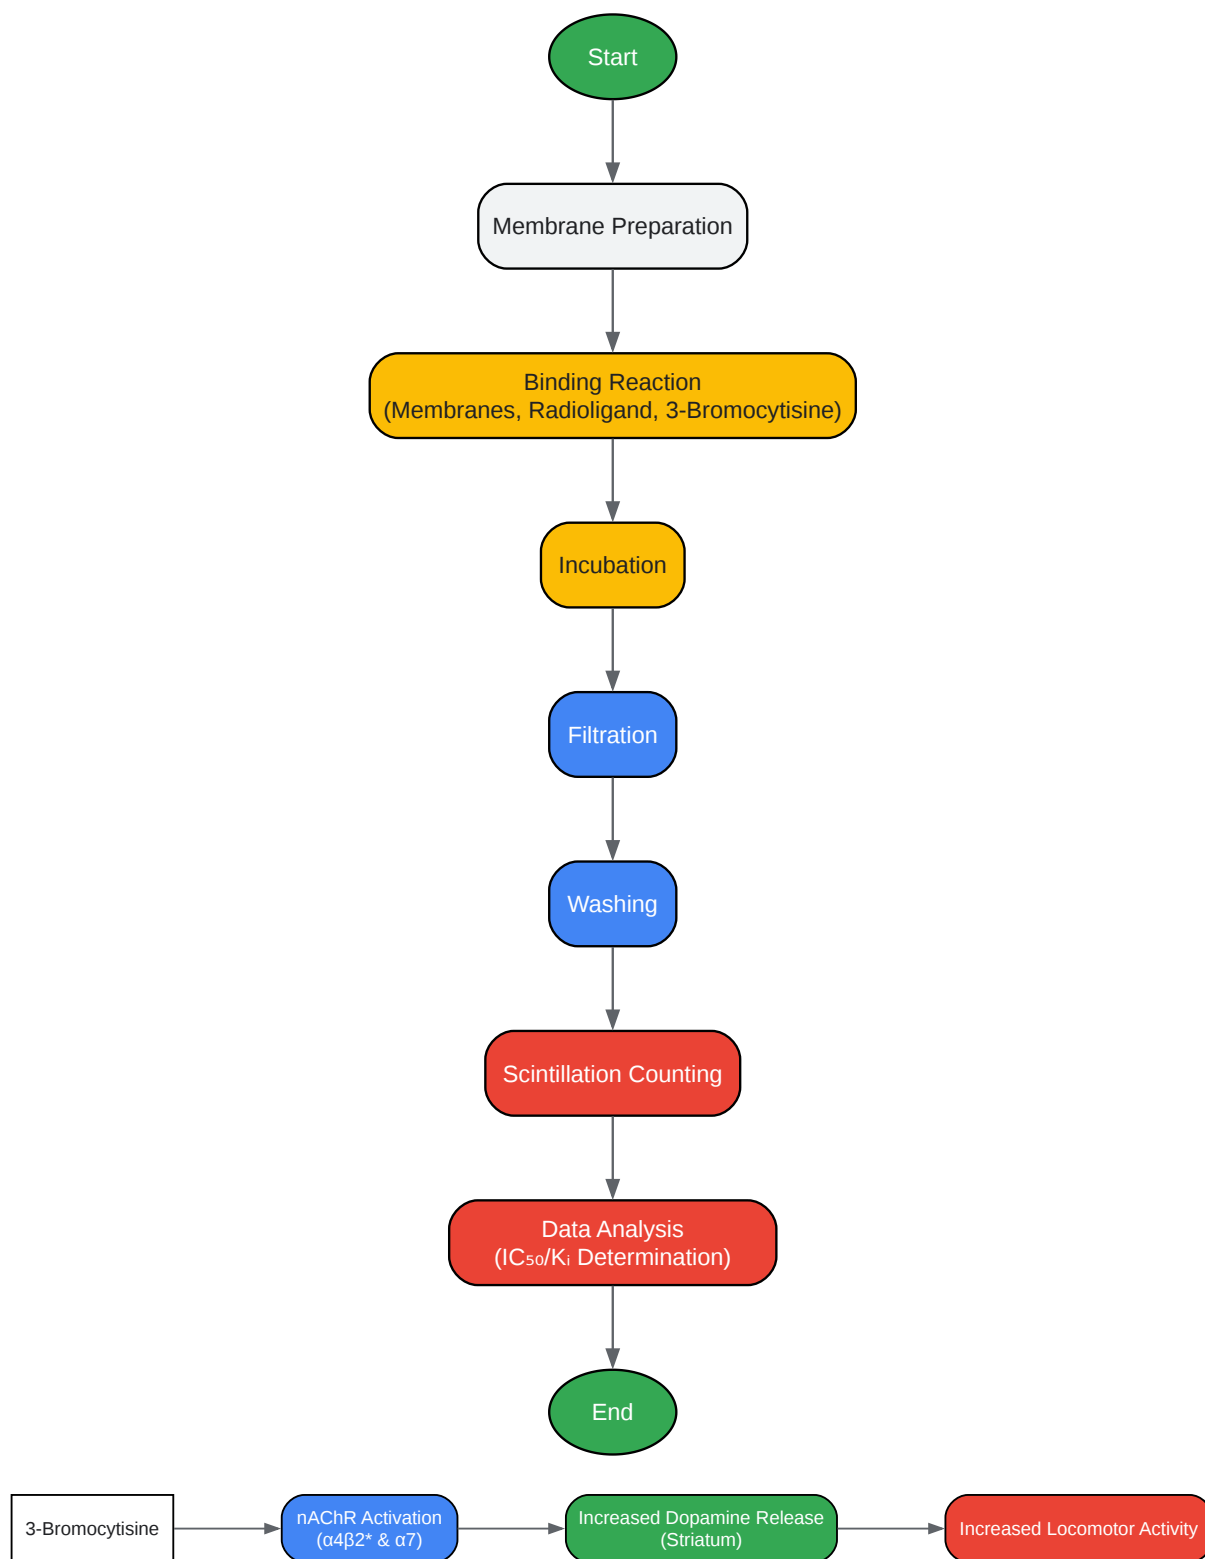 Start
Membrane Preparation
Binding Reaction
(Membranes, Radioligand, 3-Bromocytisine)
Incubation
Filtration
Washing
Scintillation Counting
Data Analysis
(IC₅₀/Kᵢ Determination)
End
3-Bromocytisine
nAChR Activation
(α4β2* & α7)
Increased Dopamine Release
(Striatum)
Increased Locomotor Activity